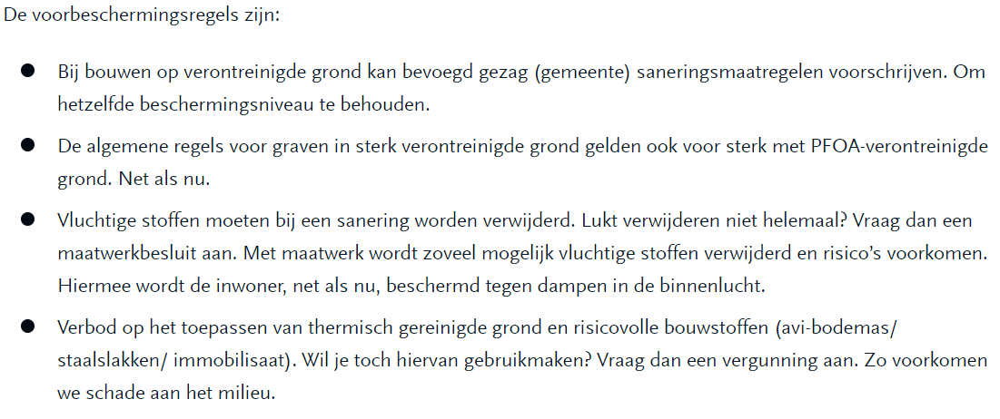 De voorbeschermingsregels zijn:
● Bij bouwen op verontreinigde grond kan bevoegd gezag (gemeente) saneringsmaatregelen voorschrijven. Om
hetzelfde beschermingsniveau te behouden.
● De algemene regels voor graven in sterk verontreinigde grond gelden ook voor sterk met PFOA-verontreinigde
grond. Net als nu.
● Vluchtige stoffen moeten bij een sanering worden verwijderd. Lukt verwijderen niet helemaal? Vraag dan een
maatwerkbesluit aan. Met maatwerk wordt zoveel mogelijk vluchtige stoffen verwijderd en risico’s voorkomen.
Hiermee wordt de inwoner, net als nu, beschermd tegen dampen in de binnenlucht.
● Verbod op het toepassen van thermisch gereinigde grond en risicovolle bouwstoffen (avi-bodemas/
staalslakken/ immobilisaat). Wil je toch hiervan gebruikmaken? Vraag dan een vergunning aan. Zo voorkomen
we schade aan het milieu.